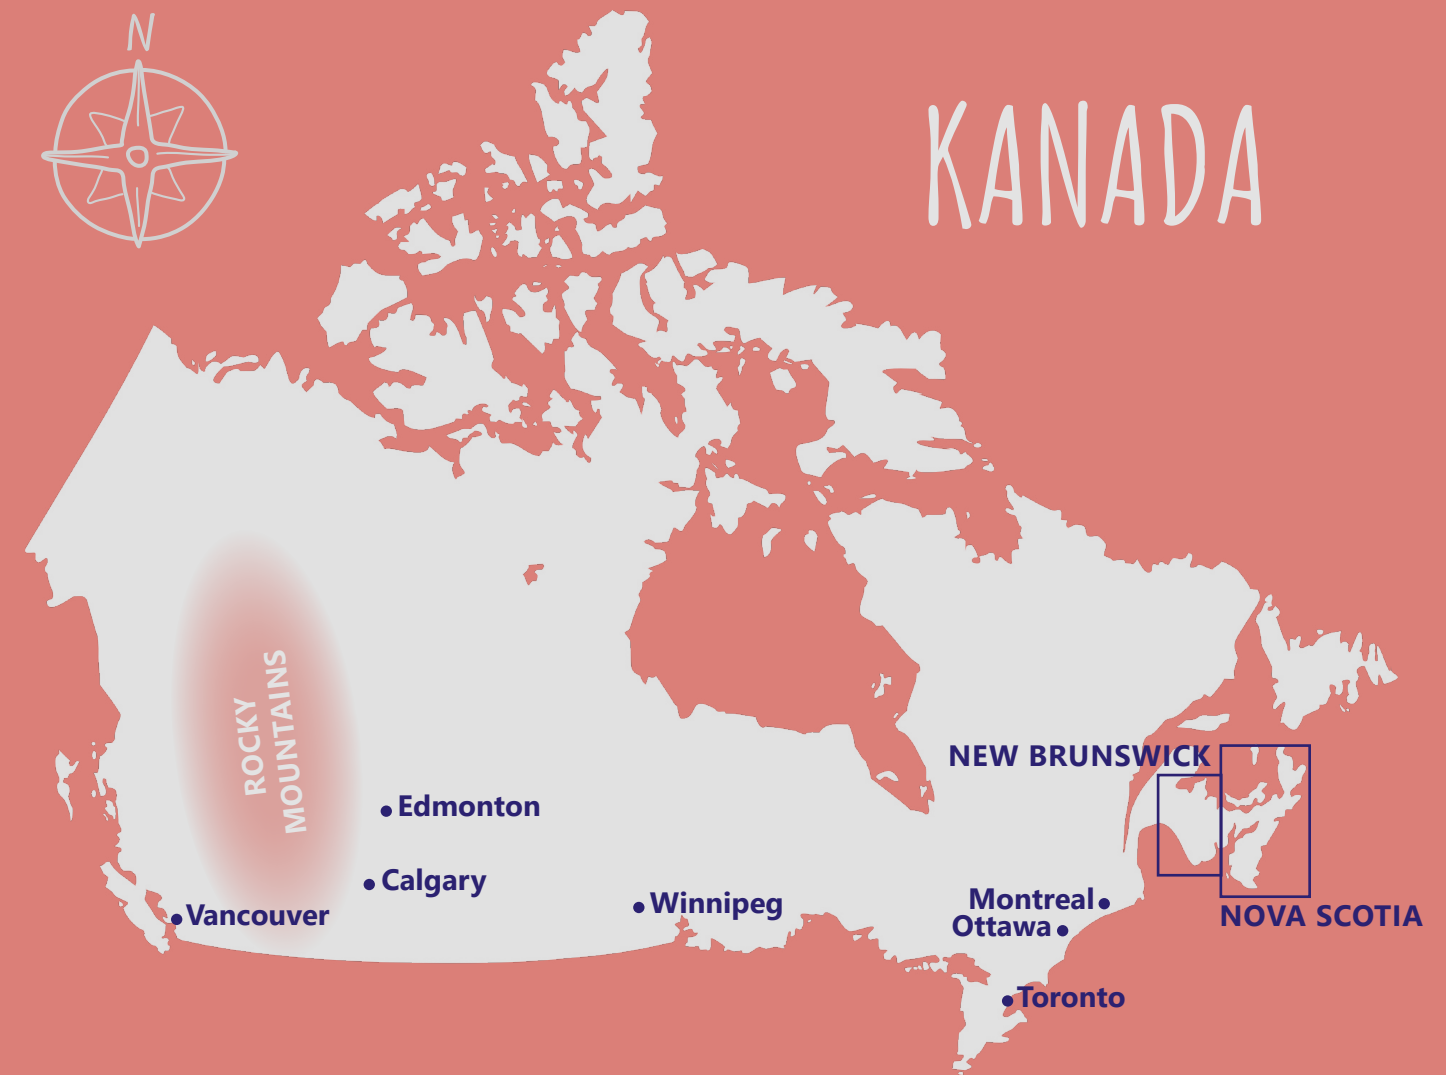 N
KANADA
ROCKY
MOUNTAINS
NEW BRUNSWICK
Edmonton
Calgary
Winnipeg
Montreal
Vancouver
NOVA SCOTIA
Ottawa
Toronto